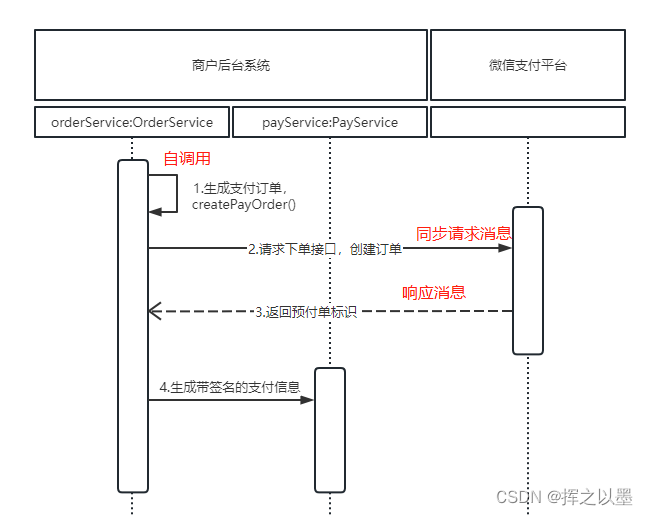 商户后台系统
微信支付平台
orderService:OrderService
payService:PayService
自调用
1.生成支付订单，
createPayOrder()
同步请求消息
2.请求下单接口，创建订单
响应消息
3.返回预付单标识
4.生成带签名的支付信息
CSDN @挥之以墨